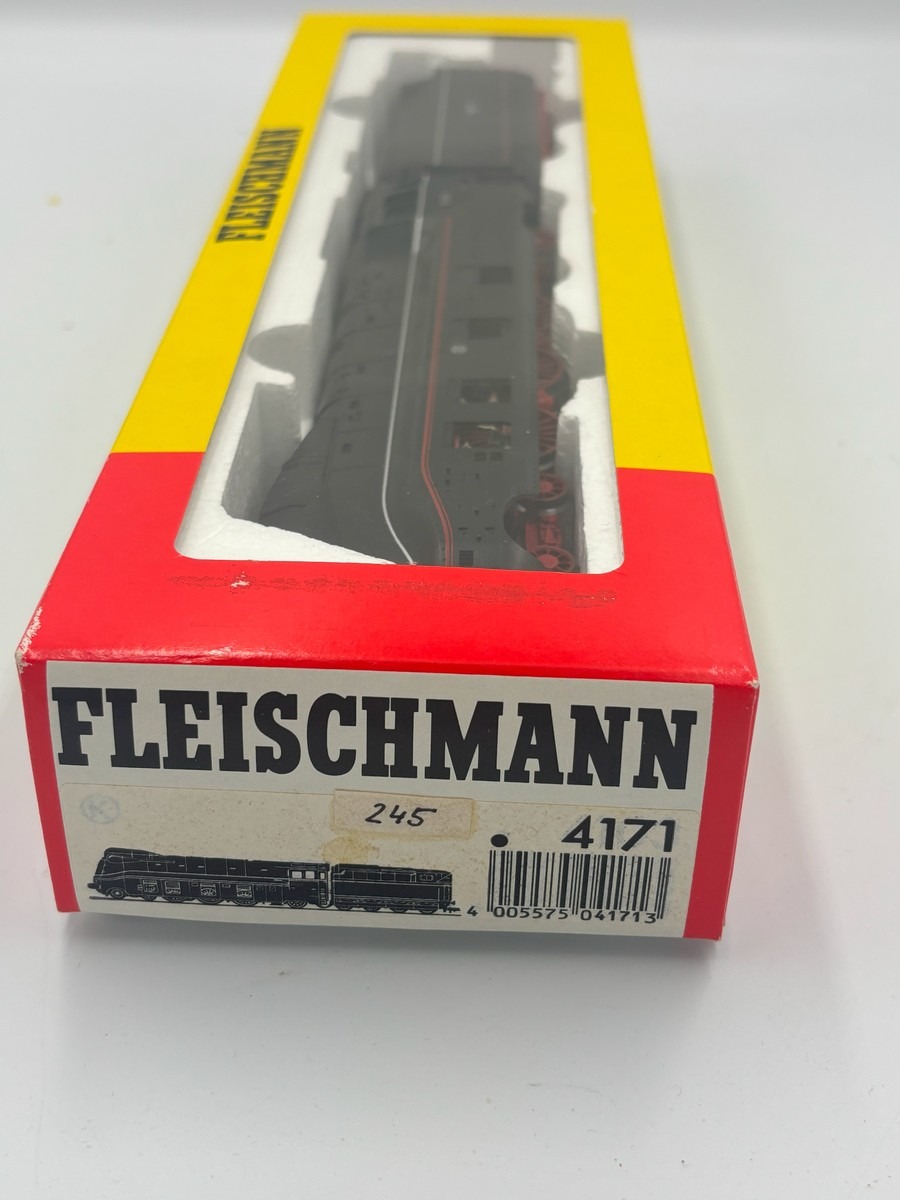 FLEISCHMANN
FLEISCHMANN
245
4171
4 005575 041713
K